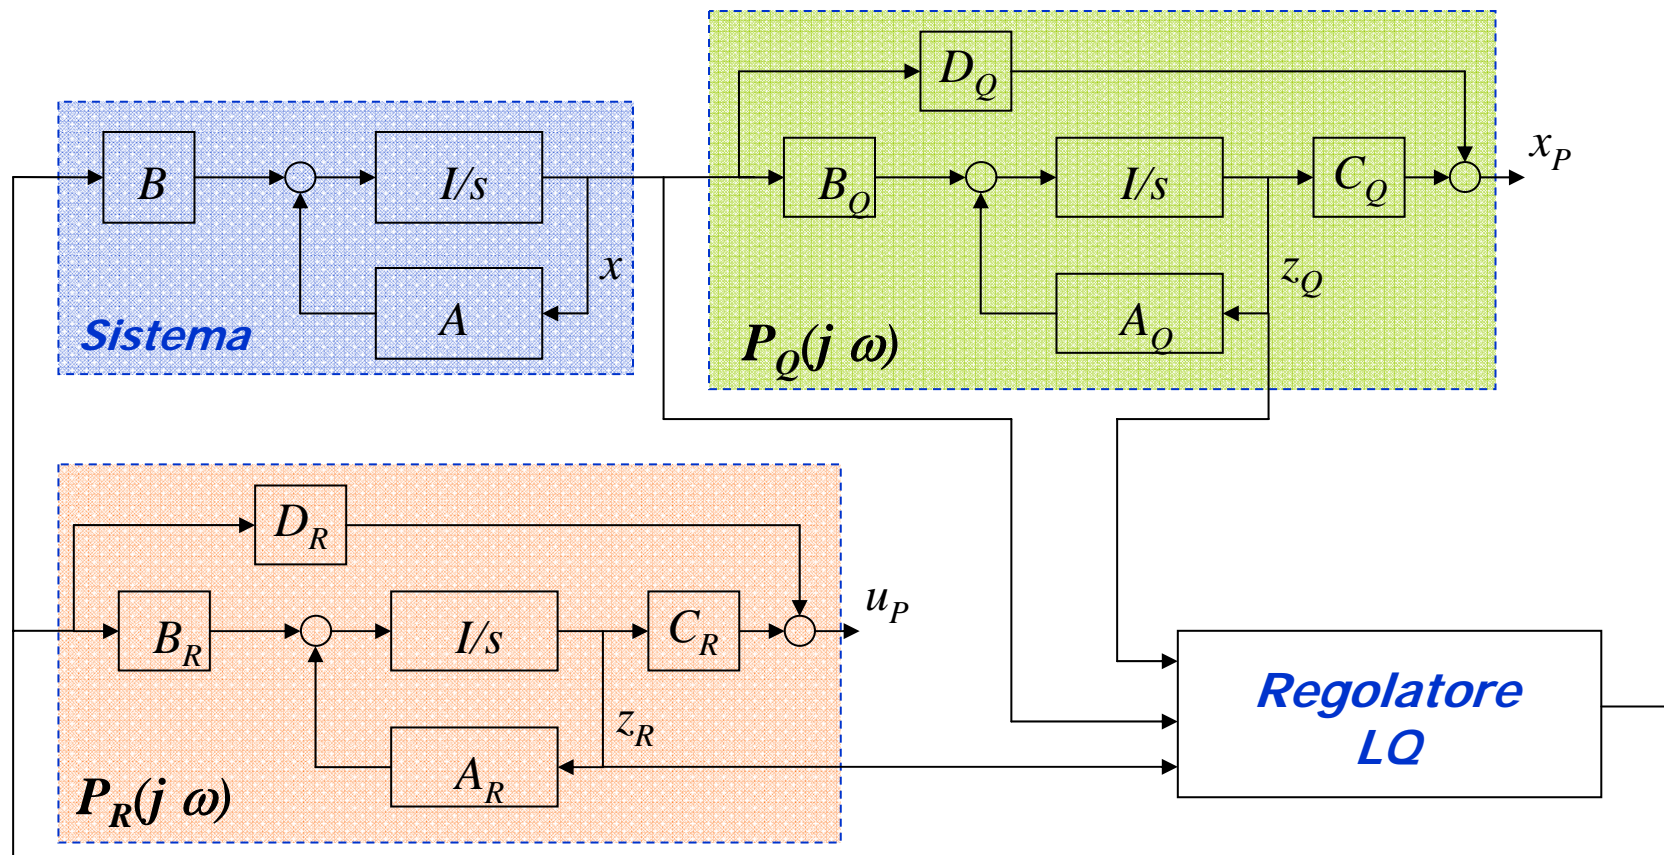 D_Q
B
I/s
B_Q
I/s
C_Q
x_P
x
z_Q
A
A_Q
Sistema
P_Q(j ω)
D_R
B_R
I/s
C_R
u_P
z_R
A_R
P_R(j ω)
Regolatore
LQ